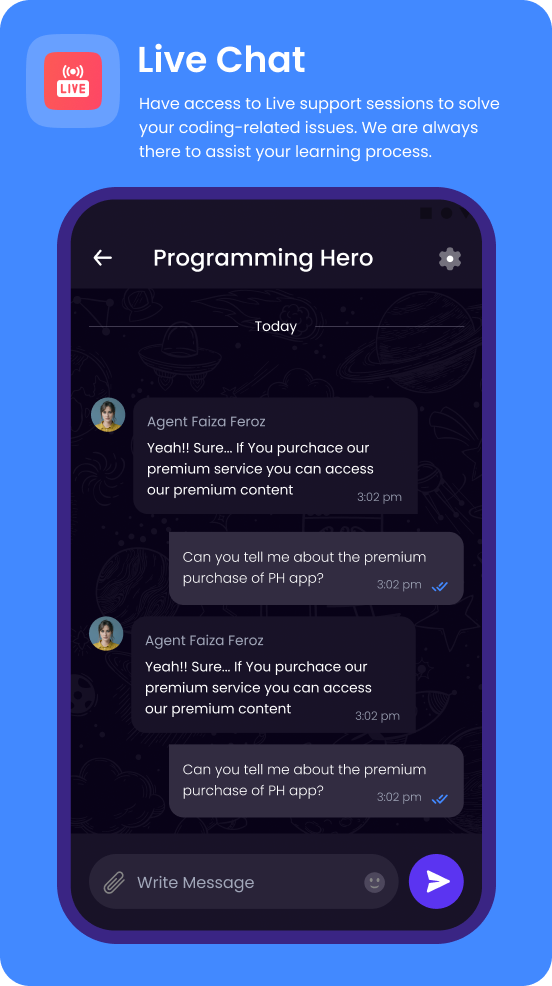 LIVE
Live Chat
Have access to Live support sessions to solve
your coding-related issues. We are always
there to assist your learning process.
Programming Hero
Today
Agent Faiza Feroz
Yeah!! Sure... If You purchace our
premium service you can access
our premium content
3:02 pm
Can you tell me about the premium
purchase of PH app?
3:02 pm
Agent Faiza Feroz
Yeah!! Sure... If You purchace our
premium service you can access
our premium content
3:02 pm
Can you tell me about the premium
purchase of PH app?
3:02 pm
Write Message